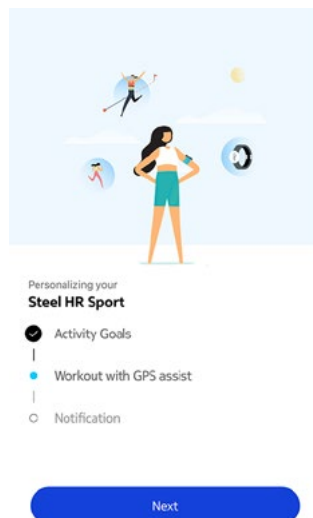 Personalizing your
Steel HR Sport
Activity Goals
Workout with GPS assist
Notification
Next